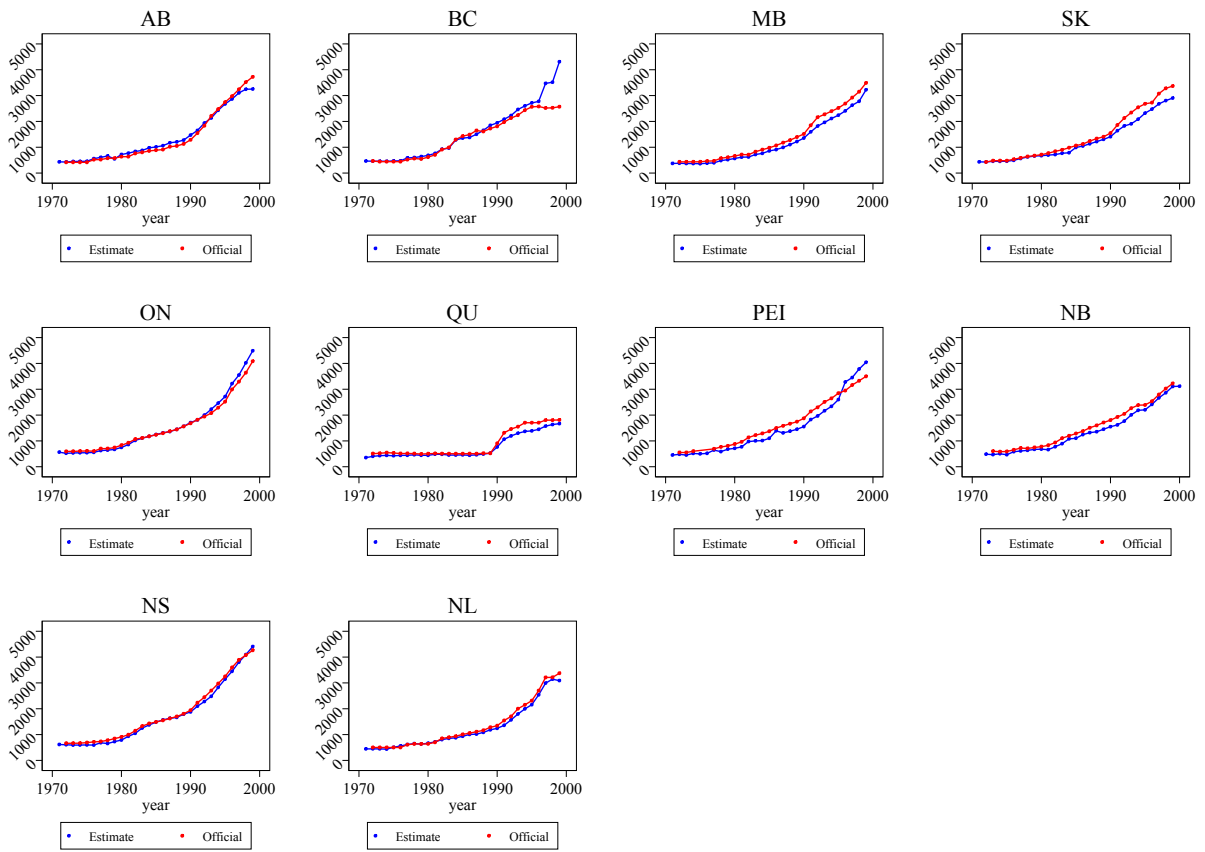 AB BC MB SK
5000 5000 5000 5000
4000 4000 4000 4000
3000 3000 3000 3000
2000 2000 2000 2000
1000 1000 1000 1000
0 0 0 0
1970 1980 1990 2000 1970 1980 1990 2000 1970 1980 1990 2000 1970 1980 1990 2000
year year year year
Estimate Official Estimate Official Estimate Official Estimate Official
ON QU PEI NB
5000 5000 5000 5000
4000 4000 4000 4000
3000 3000 3000 3000
2000 2000 2000 2000
1000 1000 1000 1000
0 0 0 0
1970 1980 1990 2000 1970 1980 1990 2000 1970 1980 1990 2000 1970 1980 1990 2000
year year year year
Estimate Official Estimate Official Estimate Official Estimate Official
NS NL
5000 5000
4000 4000
3000 3000
2000 2000
1000 1000
0 0
1970 1980 1990 2000 1970 1980 1990 2000
year year
Estimate Official Estimate Official